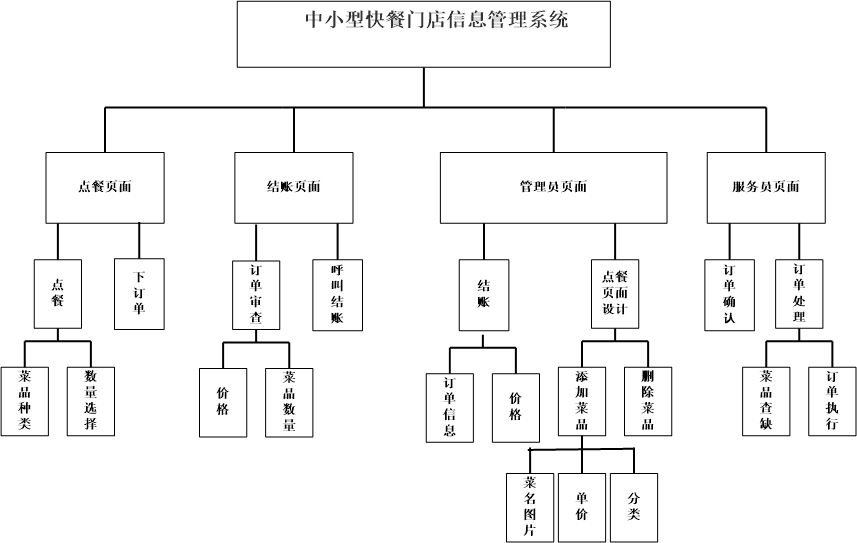 中小型快餐门店信息管理系统
点餐页面
结账页面
管理员页面
服务员页面
点餐
下订单
订单审查
呼叫结账
结账
点餐页面设计
订单确认
订单处理
菜品种类
数量选择
价格
菜品数量
订单信息
价格
添加菜品
删除菜品
菜品查缺
订单执行
菜名图片
单价
分类